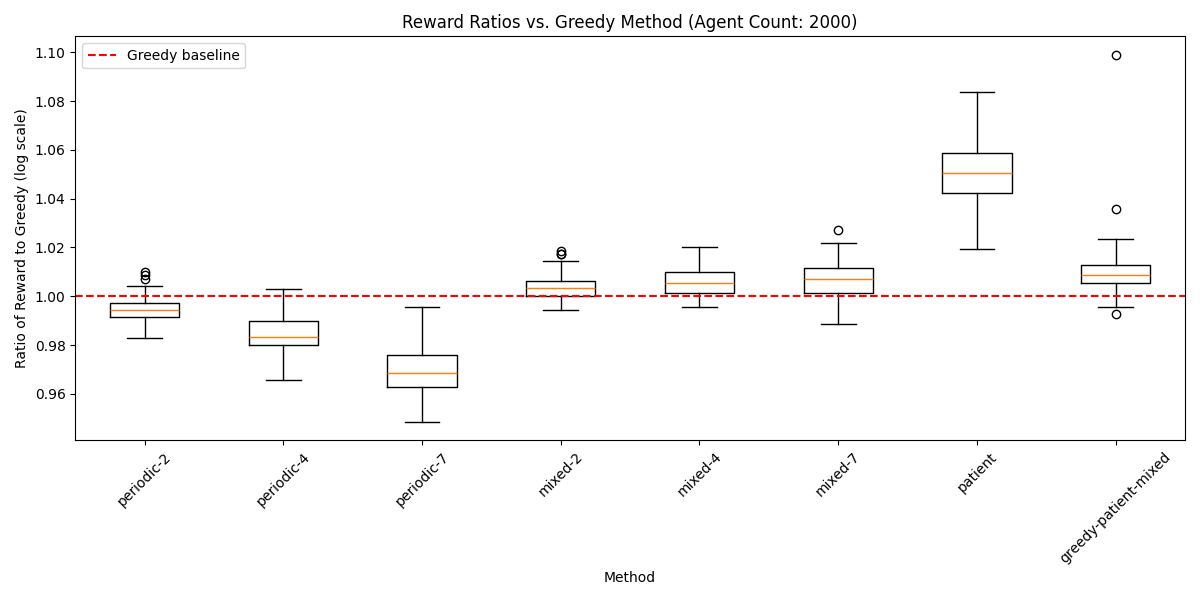 Reward Ratios vs. Greedy Method (Agent Count: 2000)
Greedy baseline
Ratio of Reward to Greedy (log scale)
1.10
1.08
1.06
1.04
1.02
1.00
0.98
0.96
periodic-2
periodic-4
periodic-7
mixed-2
mixed-4
mixed-7
patient
greedy-patient-mixed
Method